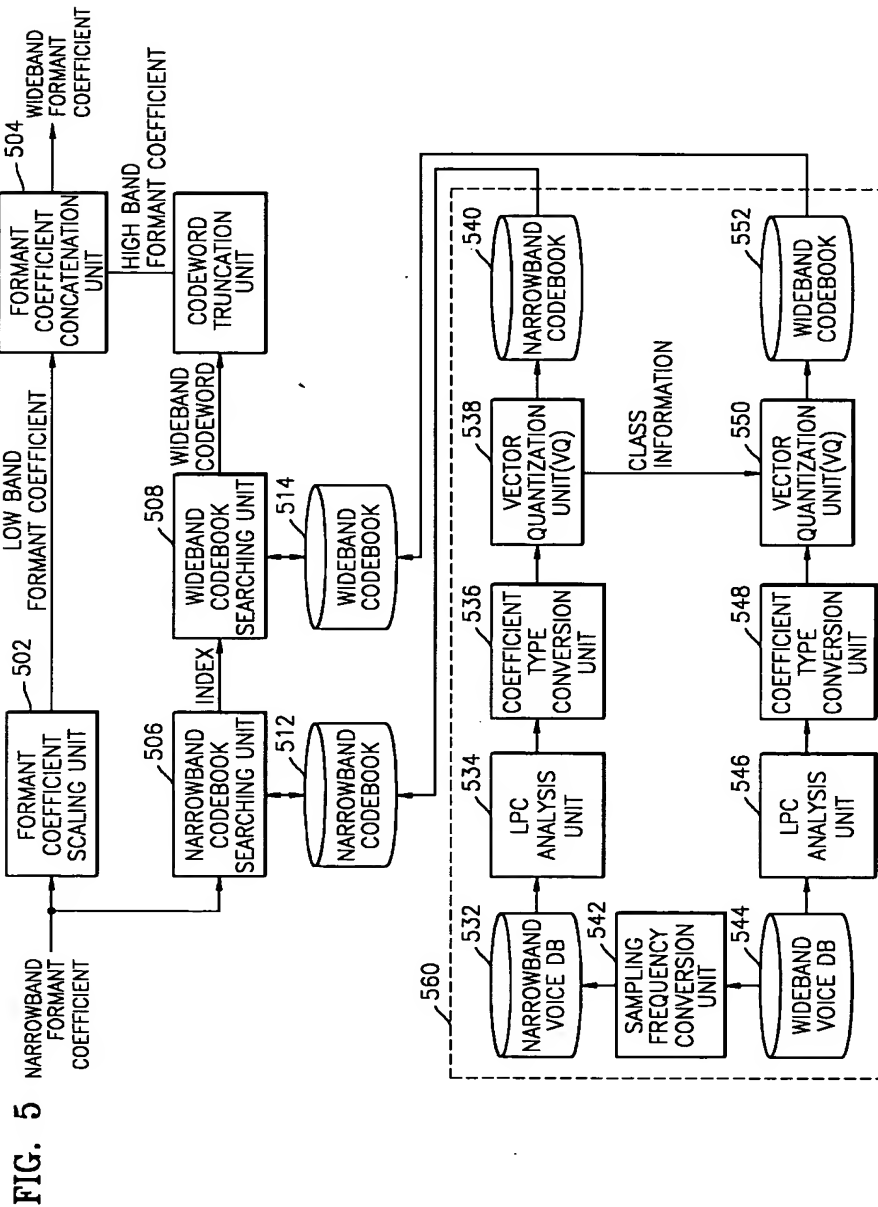 FIG. 5
NARROWBAND
FORMANT
COEFFICIENT
502
FORMANT
COEFFICIENT
SCALING UNIT
LOW BAND
FORMANT COEFFICIENT
504
FORMANT
COEFFICIENT
CONCATENATION
UNIT
WIDEBAND
FORMANT
COEFFICIENT
HIGH BAND
FORMANT COEFFICIENT
506
NARROWBAND
CODEBOOK
SEARCHING UNIT
INDEX
508
WIDEBAND
CODEBOOK
SEARCHING UNIT
WIDEBAND
CODEWORD
CODEWORD
TRUNCATION
UNIT
512
NARROWBAND
CODEBOOK
514
WIDEBAND
CODEBOOK
560
532
NARROWBAND
VOICE DB
534
LPC
ANALYSIS
UNIT
536
COEFFICIENT
TYPE
CONVERSION
UNIT
538
VECTOR
QUANTIZATION
UNIT(VQ)
540
NARROWBAND
CODEBOOK
542
SAMPLING
FREQUENCY
CONVERSION
UNIT
CLASS
INFORMATION
544
WIDEBAND
VOICE DB
546
LPC
ANALYSIS
UNIT
548
COEFFICIENT
TYPE
CONVERSION
UNIT
550
VECTOR
QUANTIZATION
UNIT(VQ)
552
WIDEBAND
CODEBOOK